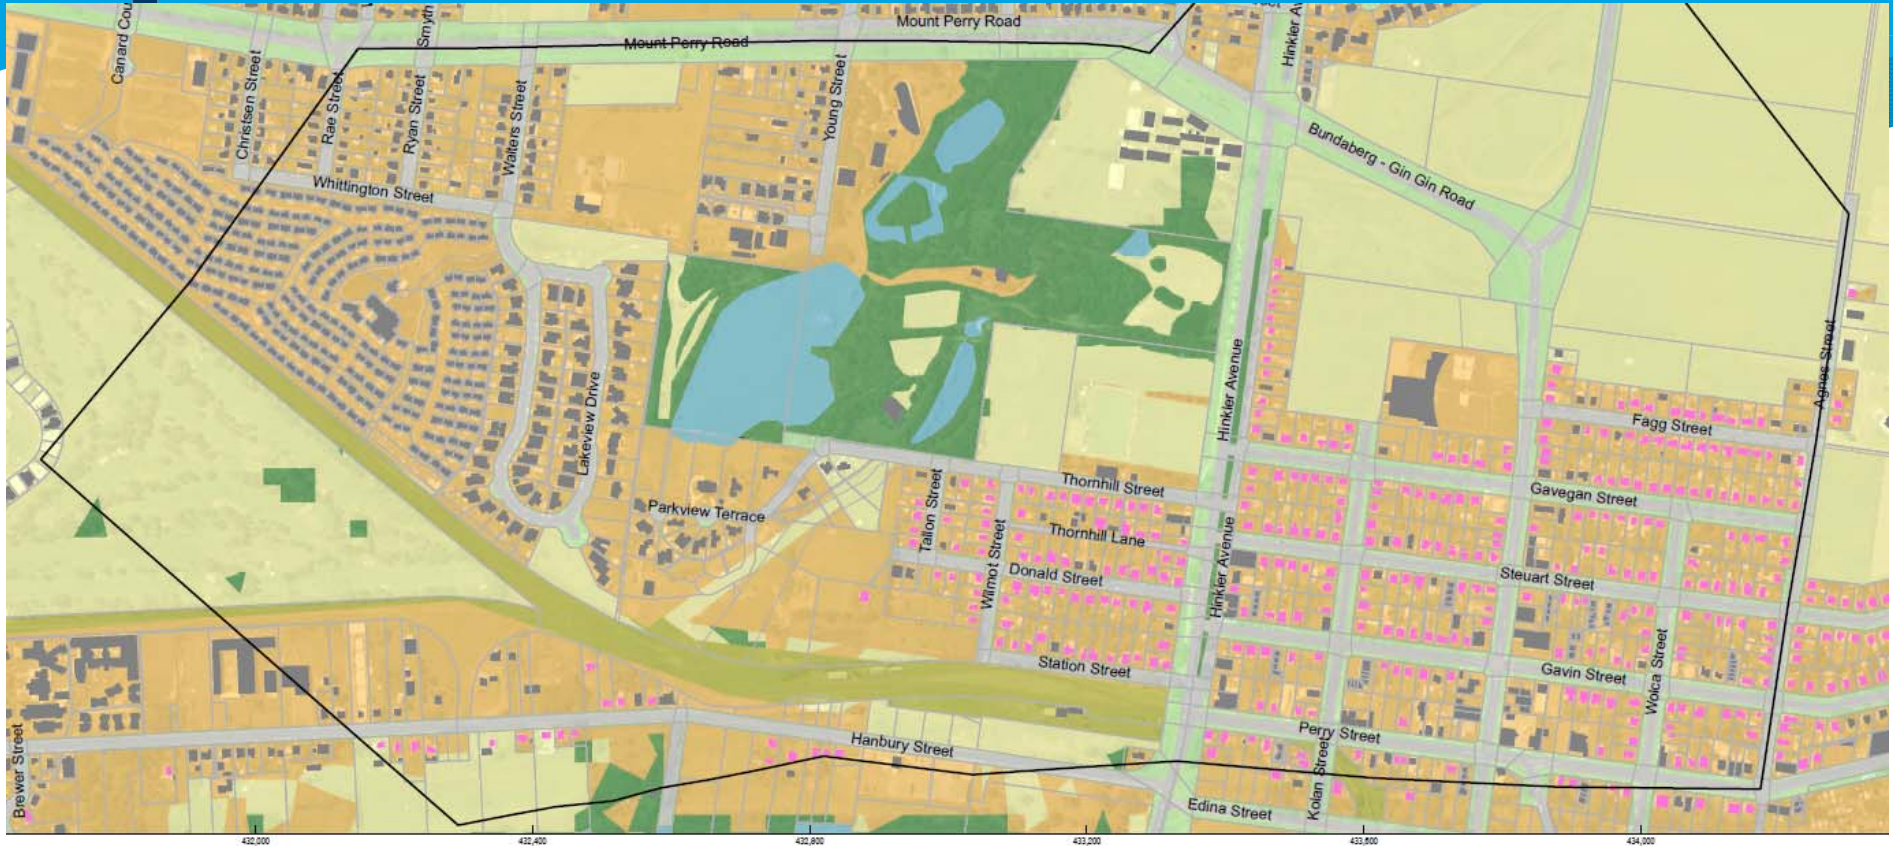 Mount Perry Road
Mount Perry Road
Canard Cou
Smyth
Hinkler Av
Christsen Street
Rae Street
Ryan Street
Walters Street
Young Street
Bundaberg - Gin Gin Road
Whittington Street
Lakeview Drive
Hinkler Avenue
Agnes Street
Fagg Street
Thornhill Street
Gavegan Street
Parkview Terrace
Tallon Street
Thornhill Lane
Wilmot Street
Donald Street
Hinkler Avenue
Steuart Street
Station Street
Gavin Street
Wolca Street
Brewer Street
Hanbury Street
Perry Street
Kolan Street
Edina Street
432,000
432,400
432,800
433,200
433,600
434,000